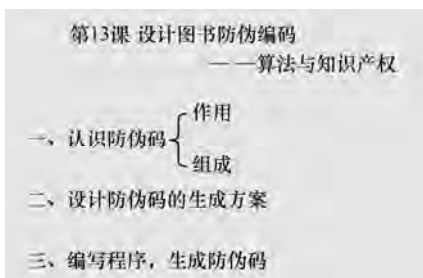 第13课 设计图书防伪编码
— —算法与知识产权
作用
一、认识防伪码
组成
二、设计防伪码的生成方案
三、编写程序，生成防伪码